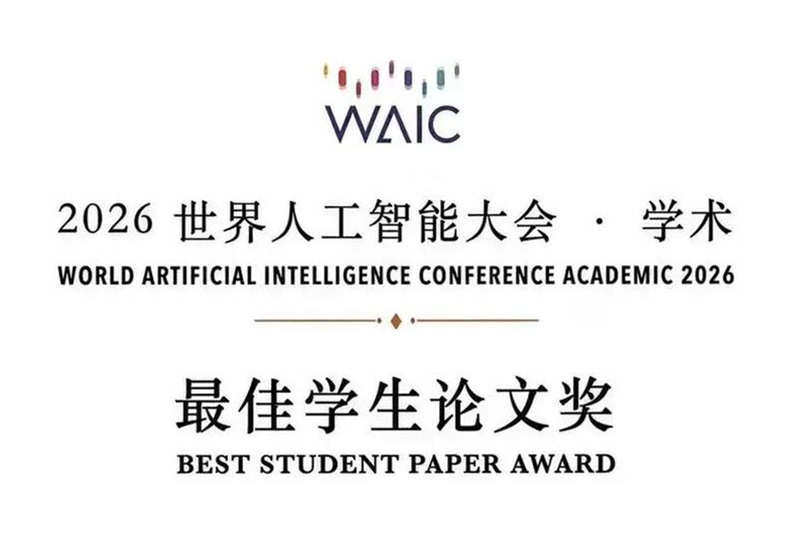 WAIC
2026 世界人工智能大会 · 学术
WORLD ARTIFICIAL INTELLIGENCE CONFERENCE ACADEMIC 2026
最佳学生论文奖
BEST STUDENT PAPER AWARD